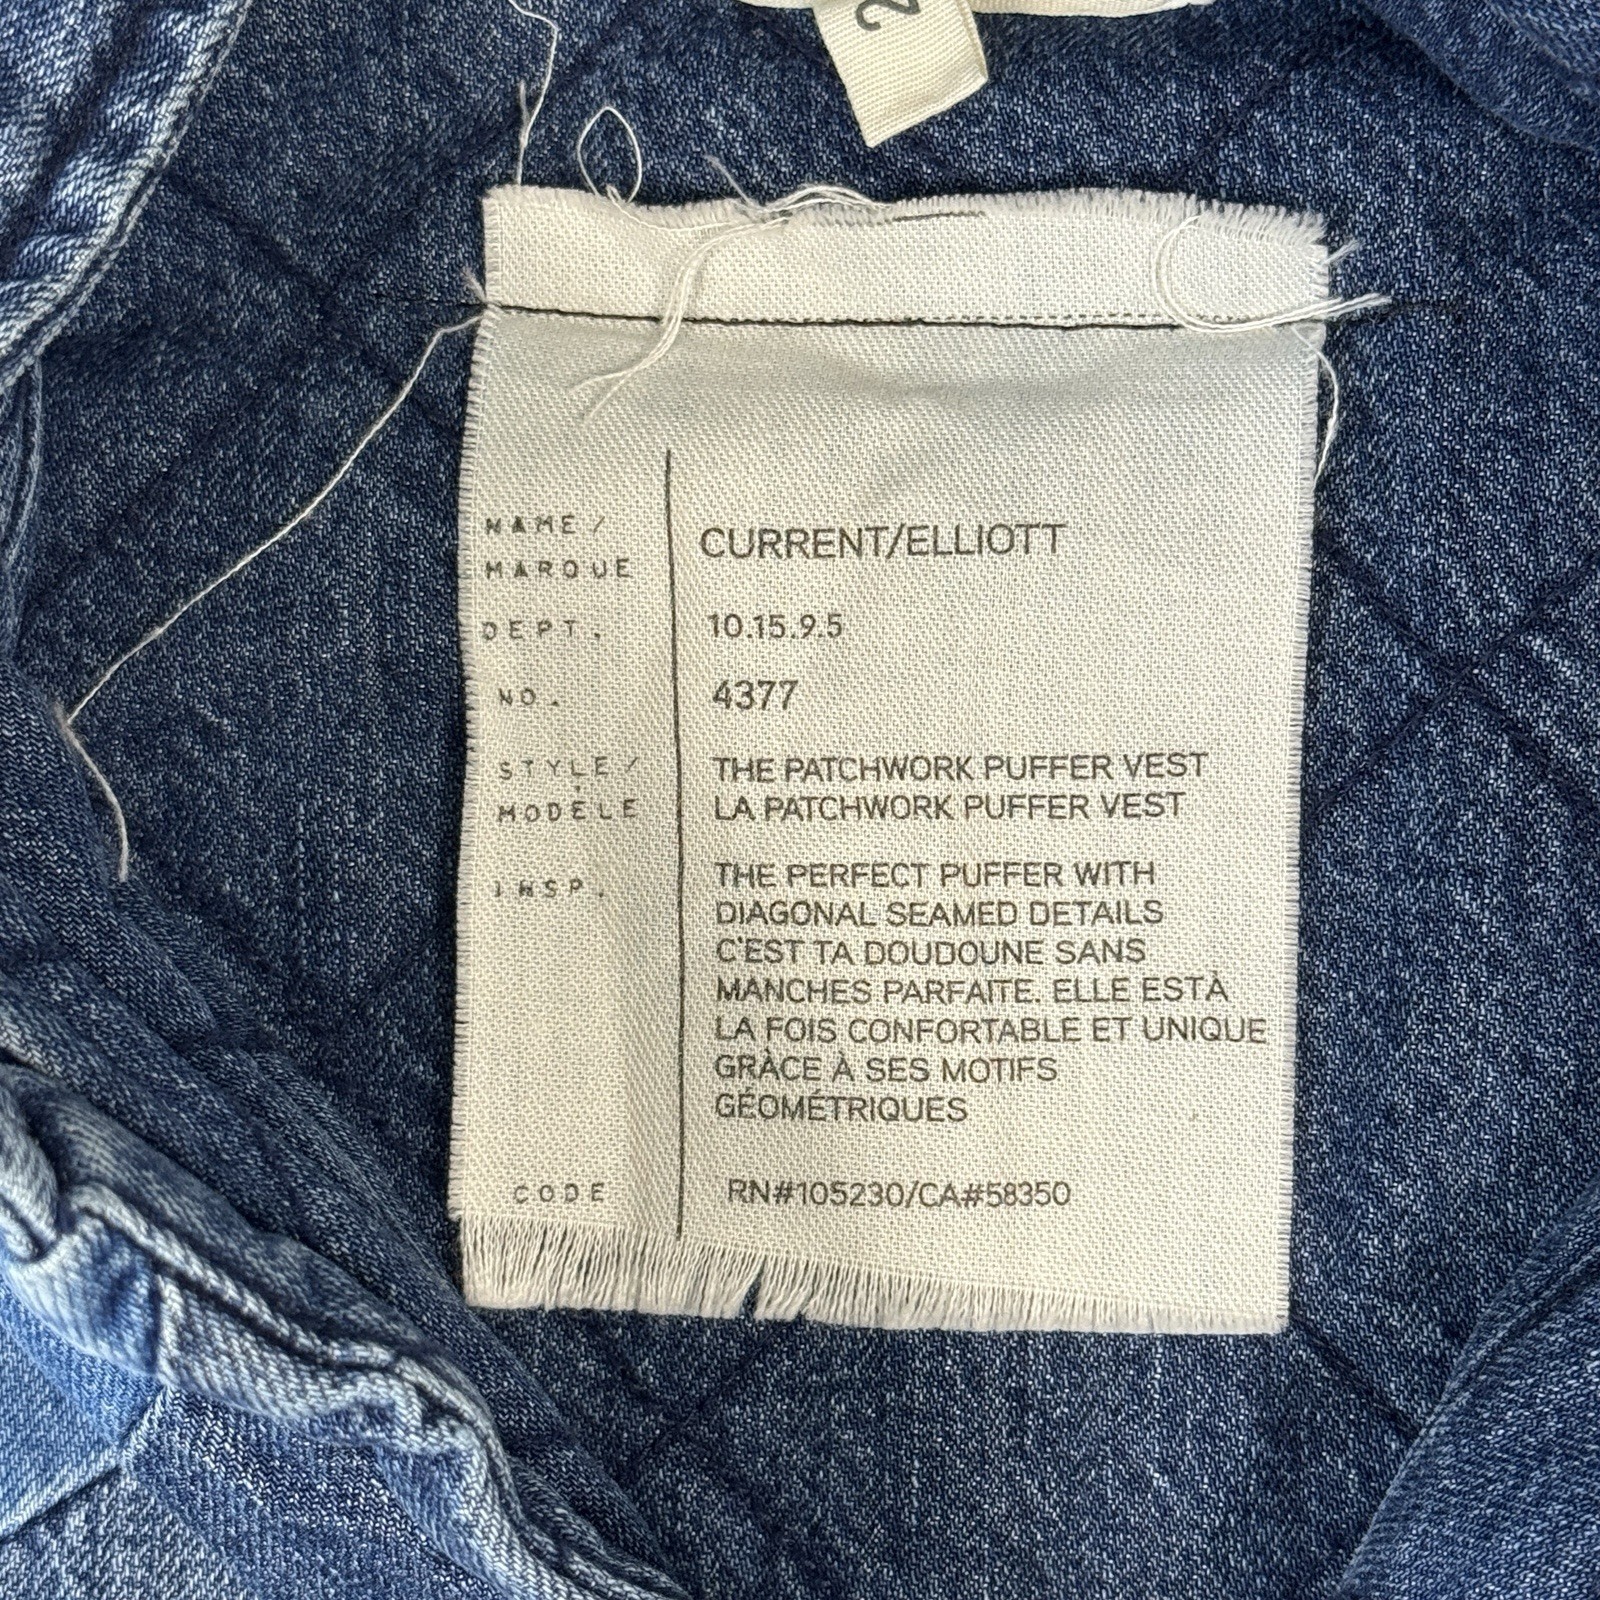 2
NAME / MARQUE CURRENT/ELLIOTT
DEPT. 10.15.9.5
NO. 4377
STYLE / MODÈLE THE PATCHWORK PUFFER VEST
LA PATCHWORK PUFFER VEST
INSP. THE PERFECT PUFFER WITH
DIAGONAL SEAMED DETAILS
C'EST TA DOUDOUNE SANS
MANCHES PARFAITE. ELLE EST À
LA FOIS CONFORTABLE ET UNIQUE
GRÀCE À SES MOTIFS
GÉOMÉTRIQUES
CODE RN#105230/CA#58350